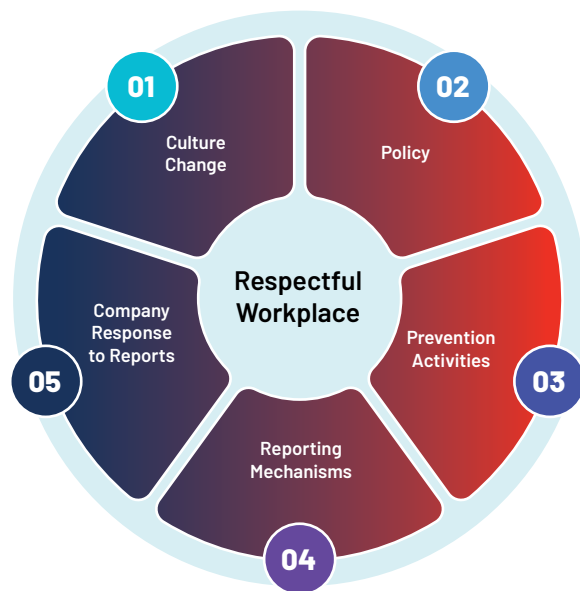 01
Culture
Change
02
Policy
03
Prevention
Activities
04
Reporting
Mechanisms
05
Company
Response
to Reports
Respectful
Workplace